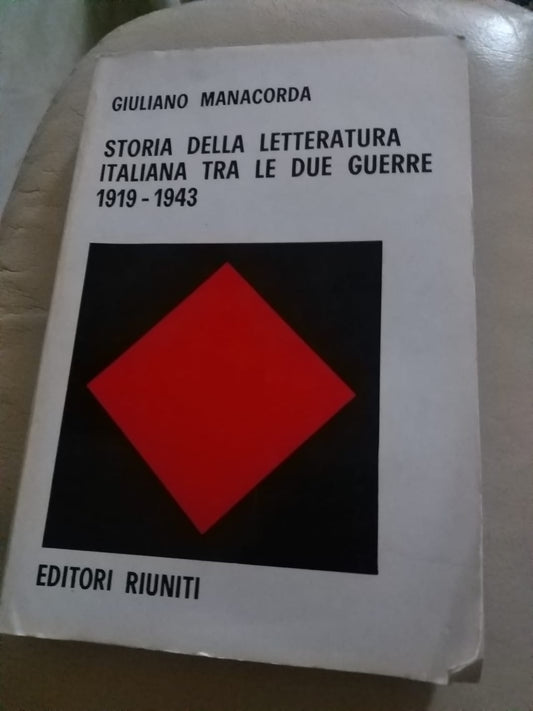 GIULIANO MANACORDA
STORIA DELLA LETTERATURA
ITALIANA TRA LE DUE GUERRE
1919-1943
EDITORI RIUNITI